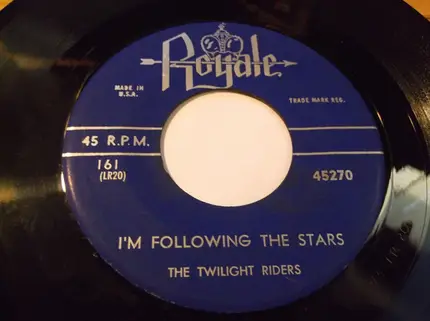 Royale
MADE IN
U.S.A.
TRADE MARK REG.
45 R.P.M.
161
(LR20)
45270
I'M FOLLOWING THE STARS
THE TWILIGHT RIDERS